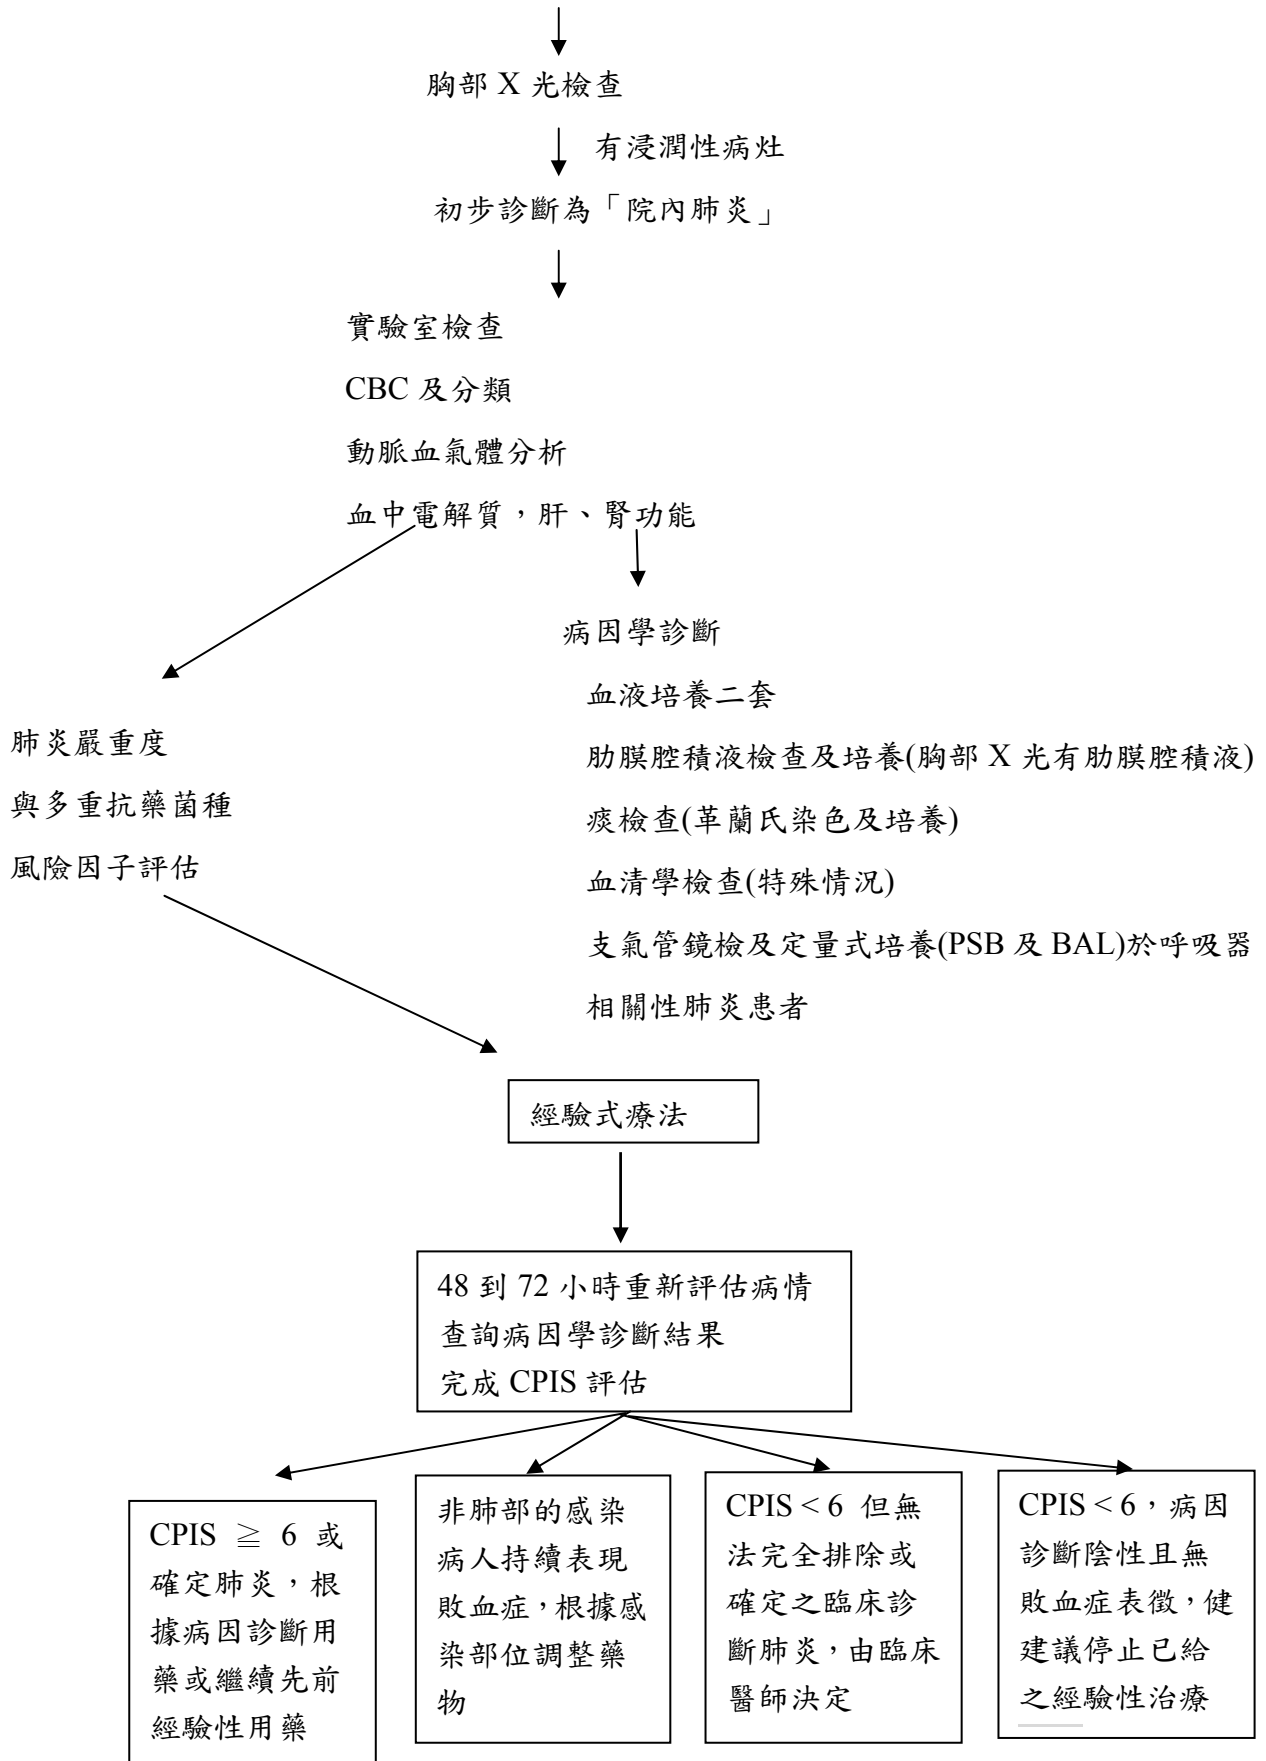 胸部 X 光檢查
有浸潤性病灶
初步診斷為「院內肺炎」
實驗室檢查
CBC 及分類
動脈血氣體分析
血中電解質，肝、腎功能
肺炎嚴重度
與多重抗藥菌種
風險因子評估
病因學診斷
血液培養二套
肋膜腔積液檢查及培養(胸部 X 光有肋膜腔積液)
痰檢查(革蘭氏染色及培養)
血清學檢查(特殊情況)
支氣管鏡檢及定量式培養(PSB 及 BAL)於呼吸器
相關性肺炎患者
經驗式療法
48 到 72 小時重新評估病情
查詢病因學診斷結果
完成 CPIS 評估
CPIS ≧ 6 或
確定肺炎，根
據病因診斷用
藥或繼續先前
經驗性用藥
非肺部的感染
病人持續表現
敗血症，根據感
染部位調整藥
物
CPIS < 6 但無
法完全排除或
確定之臨床診
斷肺炎，由臨床
醫師決定
CPIS < 6，病因
診斷陰性且無
敗血症表徵，健
建議停止已給
之經驗性治療